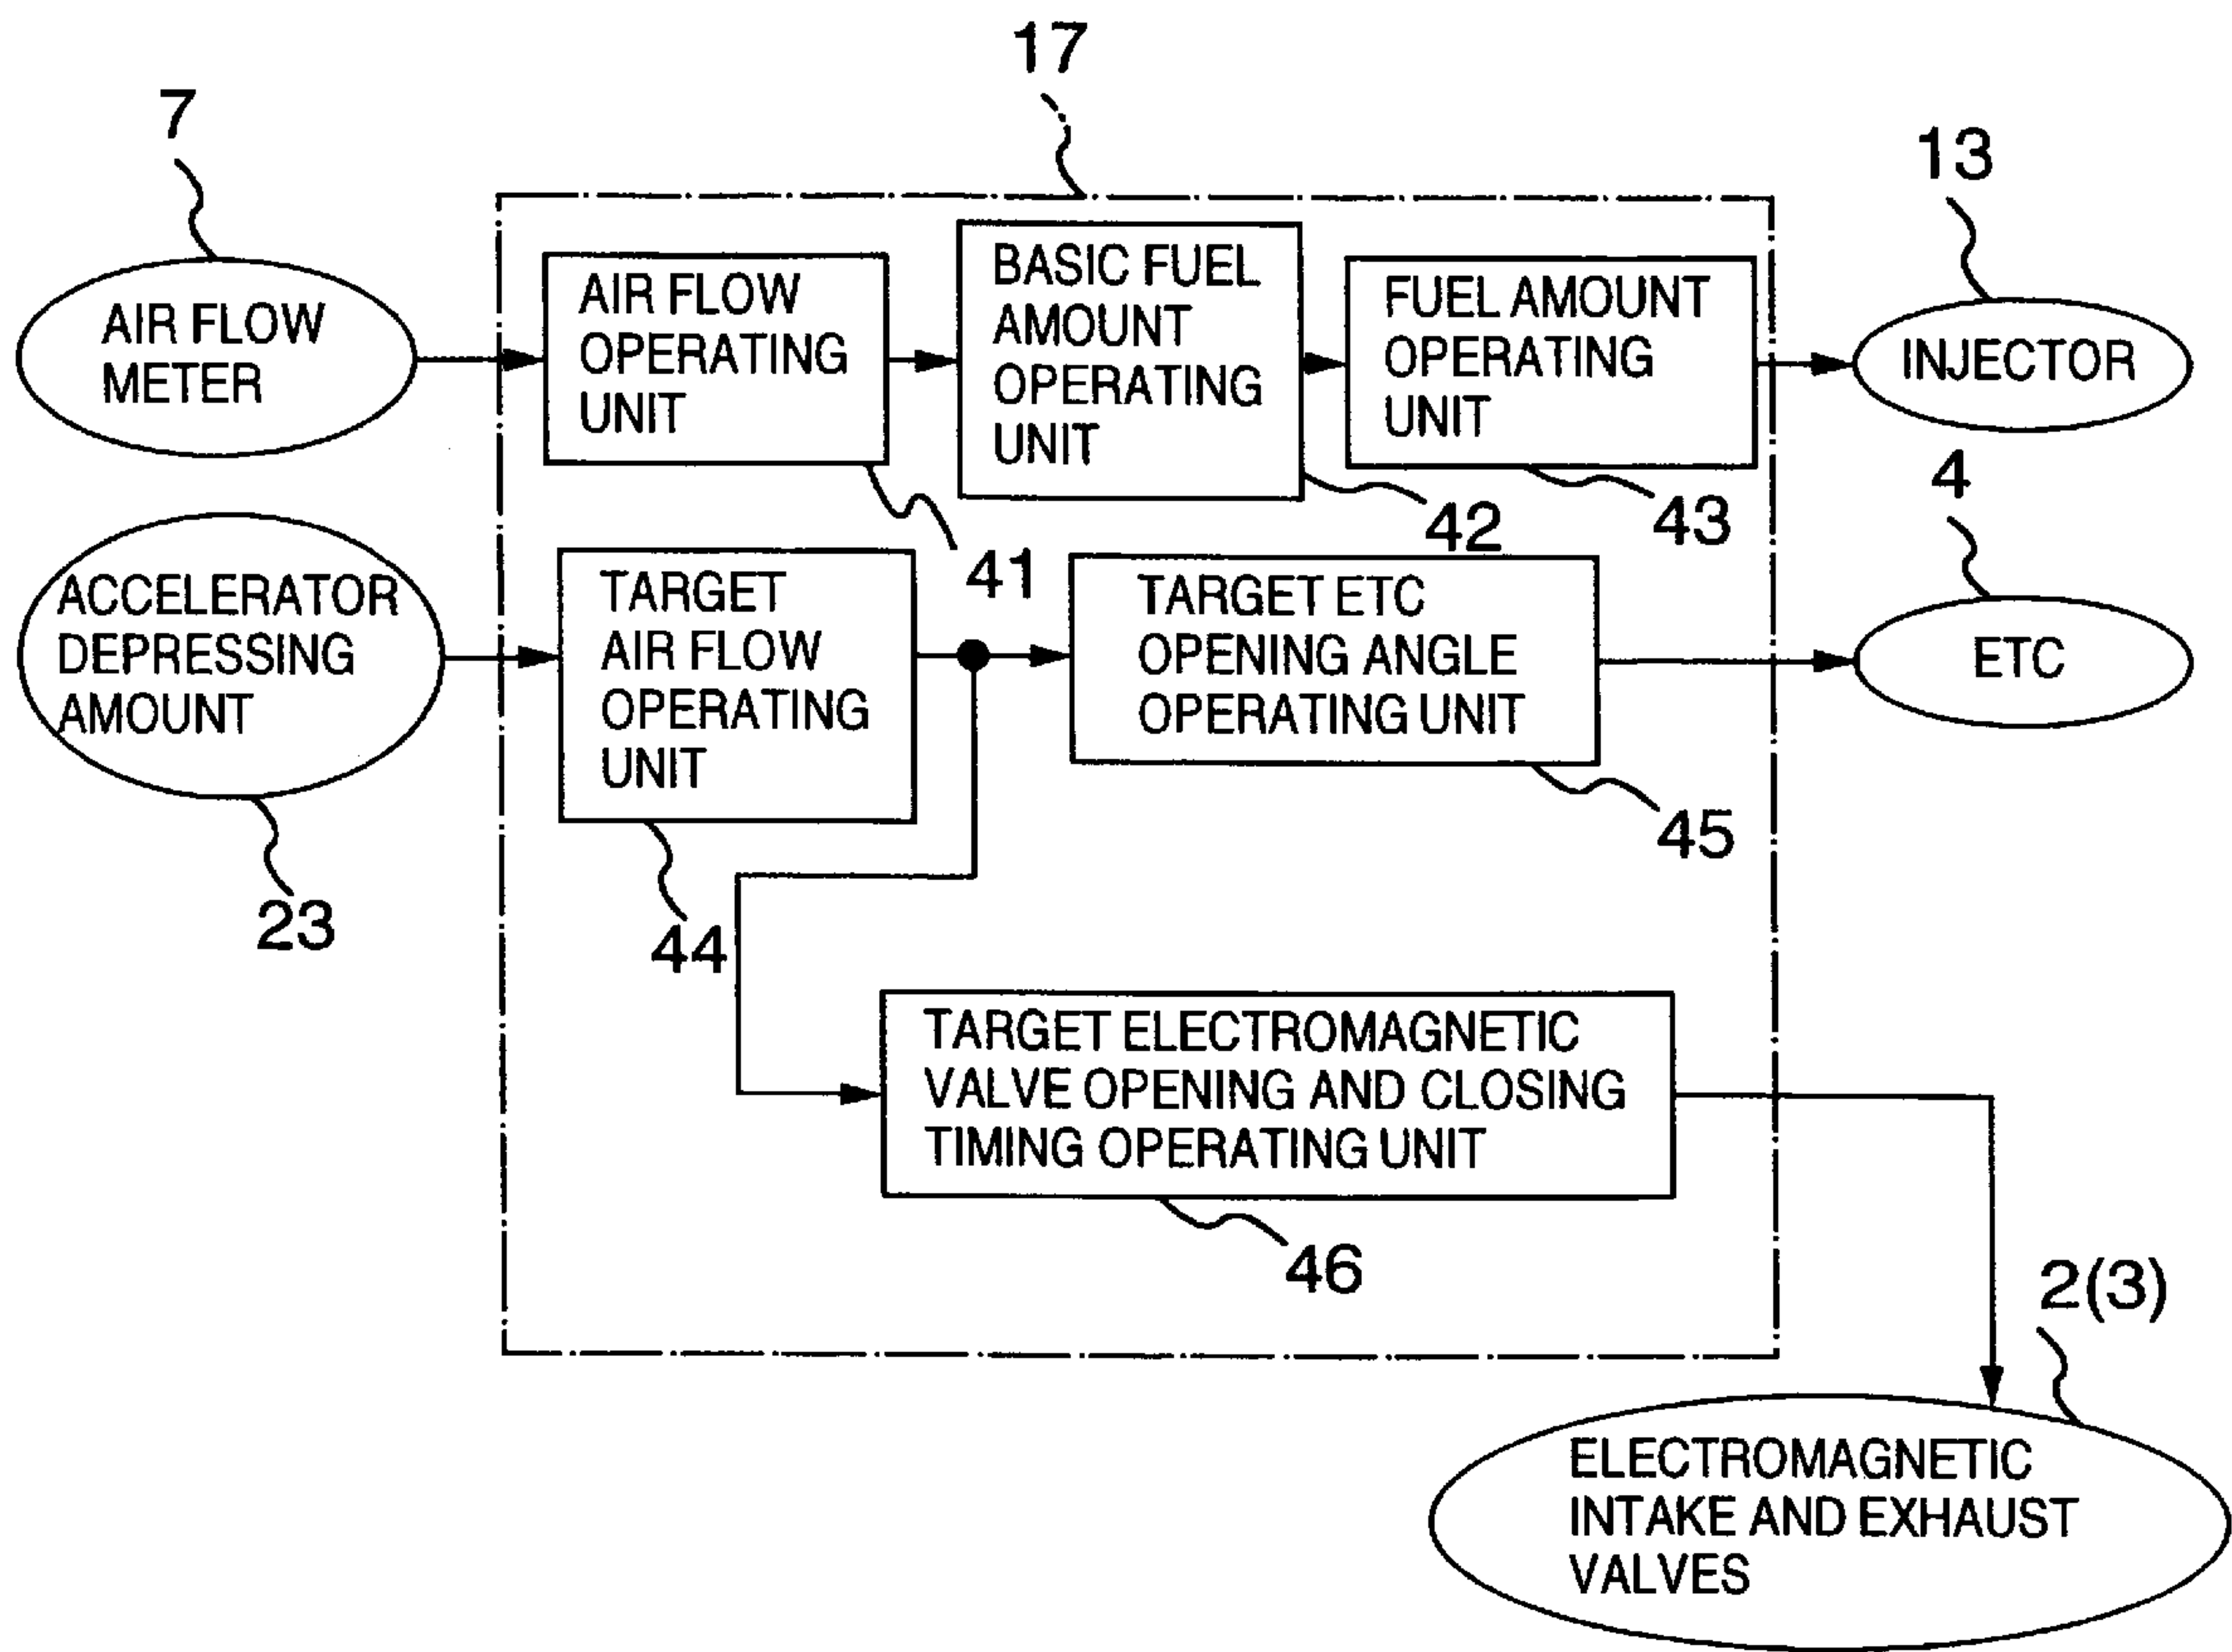 17
7
13
AIR FLOW
METER
AIR FLOW
OPERATING
UNIT
BASIC FUEL
AMOUNT
OPERATING
UNIT
FUEL AMOUNT
OPERATING
UNIT
INJECTOR
41
42
43
4
ACCELERATOR
DEPRESSING
AMOUNT
TARGET
AIR FLOW
OPERATING
UNIT
TARGET ETC
OPENING ANGLE
OPERATING UNIT
ETC
23
44
45
TARGET ELECTROMAGNETIC
VALVE OPENING AND CLOSING
TIMING OPERATING UNIT
46
2(3)
ELECTROMAGNETIC
INTAKE AND EXHAUST
VALVES